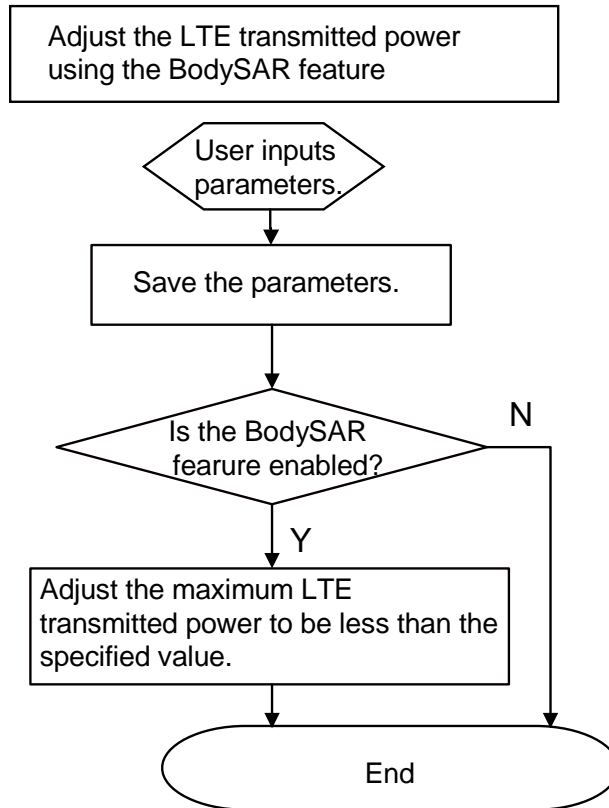 Adjust the LTE transmitted power
using the BodySAR feature
User inputs
parameters.
Save the parameters.
Is the BodySAR
fearure enabled?
N
Y
Adjust the maximum LTE
transmitted power to be less than the
specified value.
End